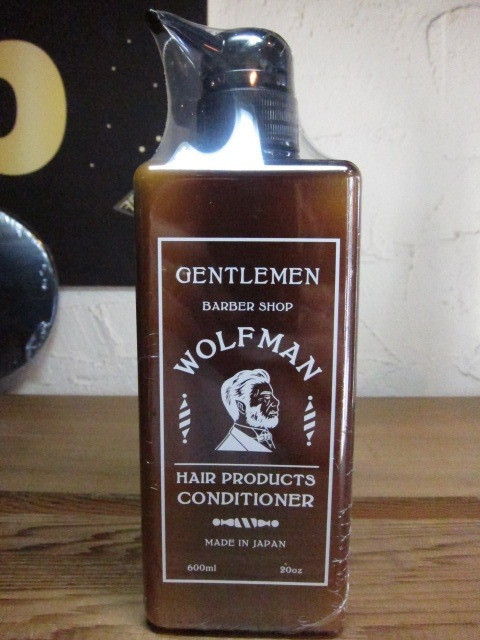 GENTLEMEN
BARBER SHOP
WOLFMAN
HAIR PRODUCTS
CONDITIONER
MADE IN JAPAN
600ml 20oz